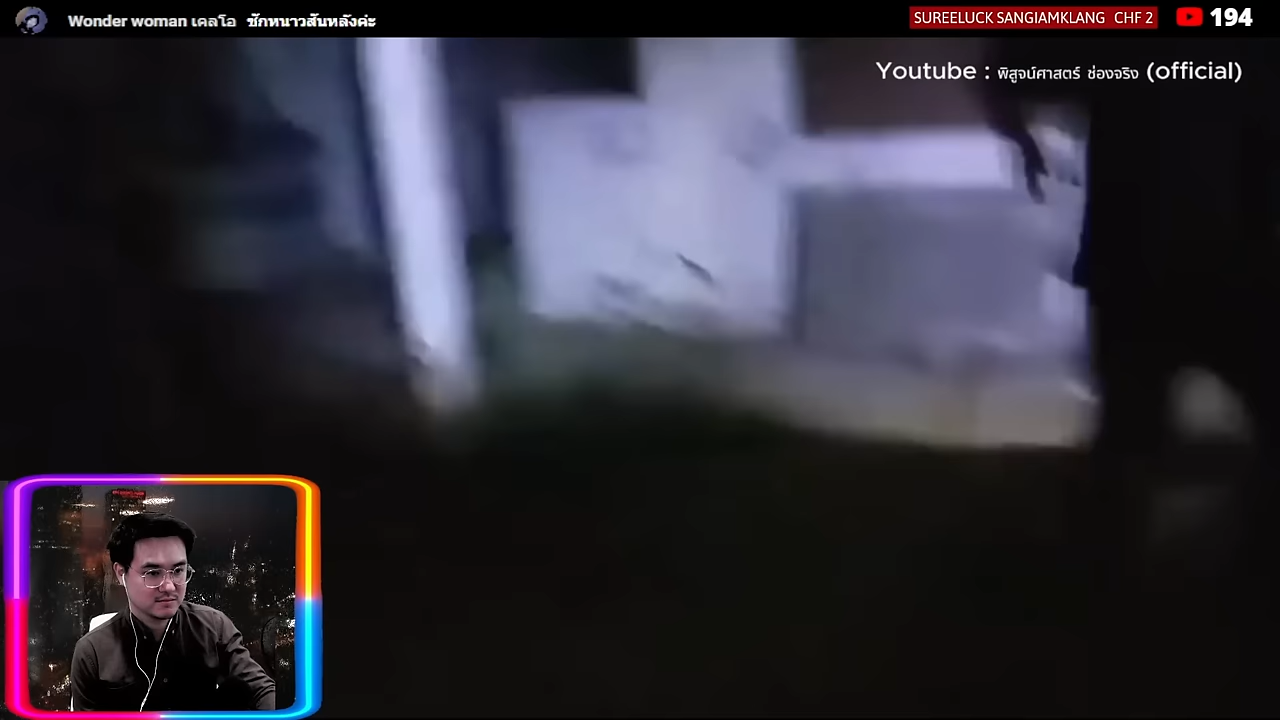 Wonder woman เคลโอ ชักหนาวสันหลังค่ะ
SUREELUCK SANGIAMKLANG CHF 2
194
Youtube : พิสูจน์ศาสตร์ ช่องจริง (official)